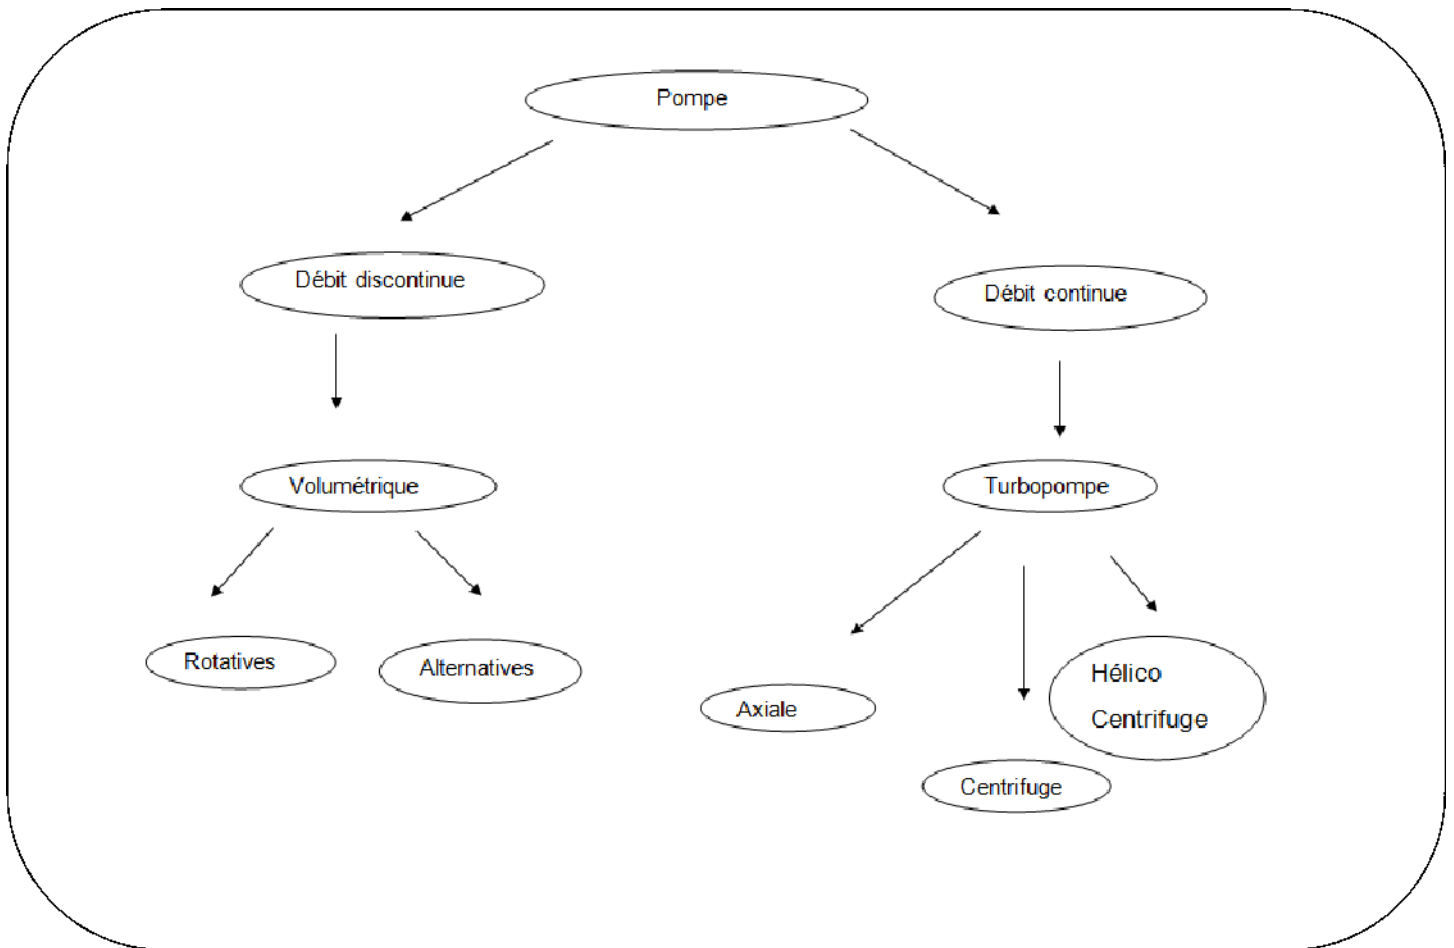 Pompe
Débit discontinue
Débit continue
Volumétrique
Turbopompe
Rotatives
Alternatives
Axiale
Hélico
Centrifuge
Centrifuge